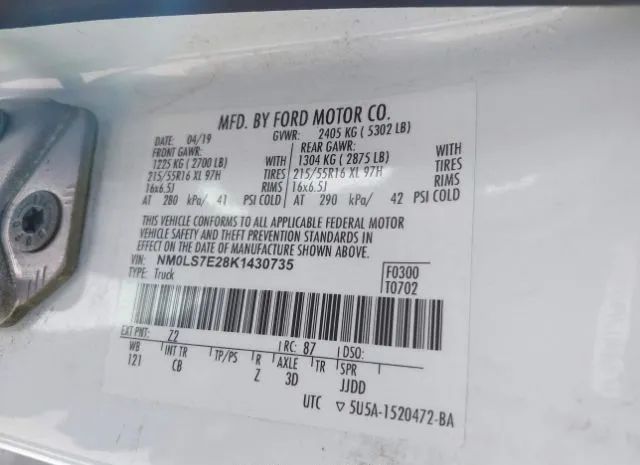 MFD. BY FORD MOTOR CO.
DATE: 04/19 GVWR: 2405 KG ( 5302 LB)
FRONT GAWR: REAR GAWR:
1225 KG ( 2700 LB) WITH 1304 KG ( 2875 LB) WITH
215/55R16 XL 97H TIRES 215/55R16 XL 97H TIRES
16x6.5J RIMS 16x6.5J RIMS
AT 280 kPa/ 41 PSI COLD AT 290 kPa/ 42 PSI COLD
THIS VEHICLE CONFORMS TO ALL APPLICABLE FEDERAL MOTOR
VEHICLE SAFETY AND THEFT PREVENTION STANDARDS IN
EFFECT ON THE DATE OF MANUFACTURE SHOWN ABOVE.
VIN: NM0LS7E28K1430735 F0300
TYPE: Truck T0702
EXT PNT: Z2 RC: 87 DSO:
WB INT TR TP/PS R AXLE TR SPR
121 CB Z 3D JJDD
UTC ▽ 5U5A-1520472-BA